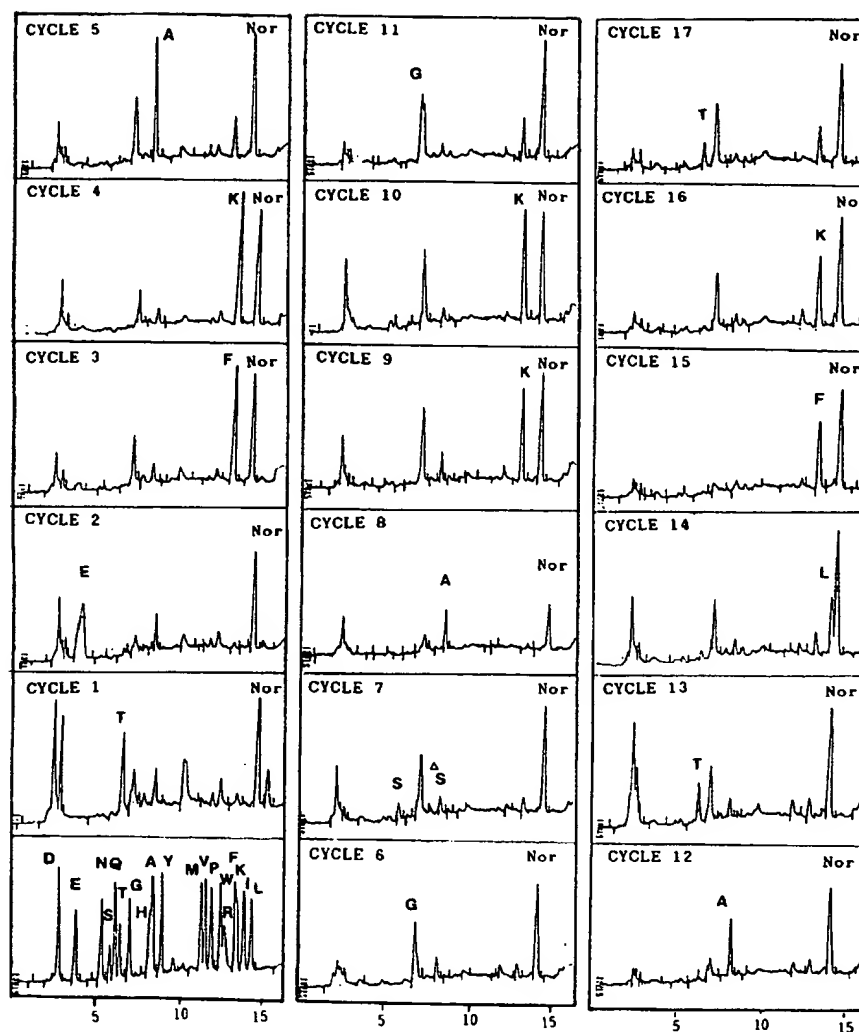 CYCLE 5 A Nor
CYCLE 4 K Nor
CYCLE 3 F Nor
CYCLE 2 E Nor
CYCLE 1 T Nor
D E N S Q T G H A Y M V P W R F K I L
5 10 15
CYCLE 11 G Nor
CYCLE 10 K Nor
CYCLE 9 K Nor
CYCLE 8 A Nor
CYCLE 7 S Δ S Nor
CYCLE 6 G Nor
5 10 15
CYCLE 17 T Nor
CYCLE 16 K Nor
CYCLE 15 F Nor
CYCLE 14 L Nor
CYCLE 13 T Nor
CYCLE 12 A Nor
5 10 15